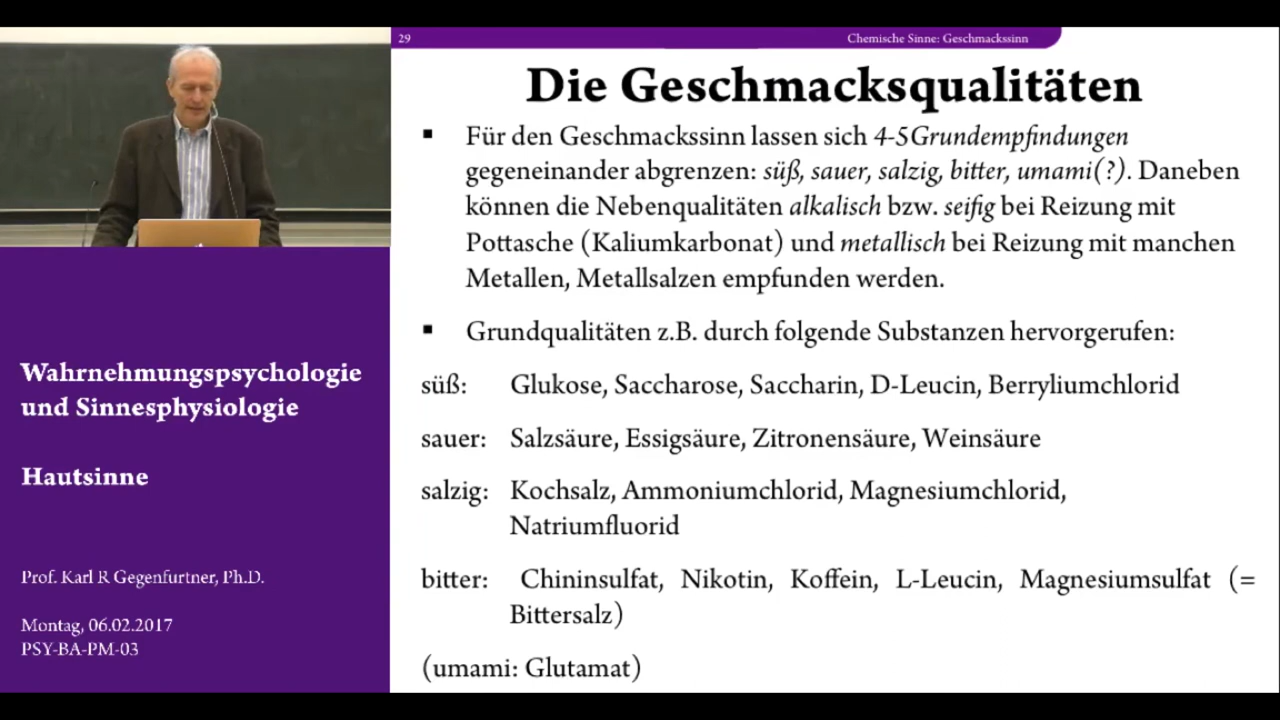 29
Chemische Sinne: Geschmackssinn
Die Geschmacksqualitäten
▪ Für den Geschmackssinn lassen sich 4-5Grundempfindungen
gegeneinander abgrenzen: süß, sauer, salzig, bitter, umami(?). Daneben
können die Nebenqualitäten alkalisch bzw. seifig bei Reizung mit
Pottasche (Kaliumkarbonat) und metallisch bei Reizung mit manchen
Metallen, Metallsalzen empfunden werden.
▪ Grundqualitäten z.B. durch folgende Substanzen hervorgerufen:
süß: Glukose, Saccharose, Saccharin, D-Leucin, Berryliumchlorid
sauer: Salzsäure, Essigsäure, Zitronensäure, Weinsäure
salzig: Kochsalz, Ammoniumchlorid, Magnesiumchlorid,
Natriumfluorid
bitter: Chininsulfat, Nikotin, Koffein, L-Leucin, Magnesiumsulfat (=
Bittersalz)
(umami: Glutamat)
Wahrnehmungspsychologie
und Sinnesphysiologie
Hautsinne
Prof. Karl R Gegenfurtner, Ph.D.
Montag, 06.02.2017
PSY-BA-PM-03